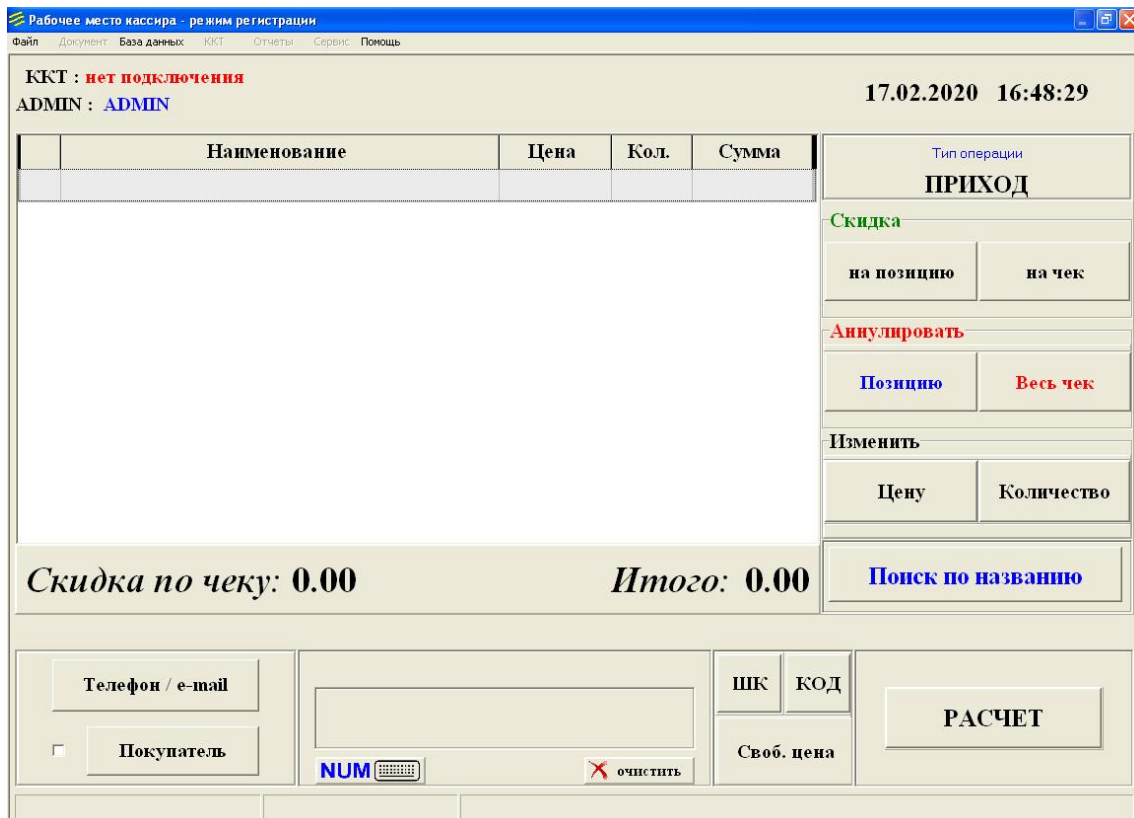 Рабочее место кассира - режим регистрации
Файл Документ База данных ККТ Отчеты Сервис Помощь
ККТ : нет подключения
ADMIN : ADMIN
17.02.2020 16:48:29
Наименование Цена Кол. Сумма
Тип операции
ПРИХОД
Скидка
на позицию на чек
Аннулировать
Позицию Весь чек
Изменить
Цену Количество
Скидка по чеку: 0.00 Итого: 0.00
Поиск по названию
Телефон / e-mail
Покупатель
NUM
очистить
ШК КОД
Своб. цена
РАСЧЕТ